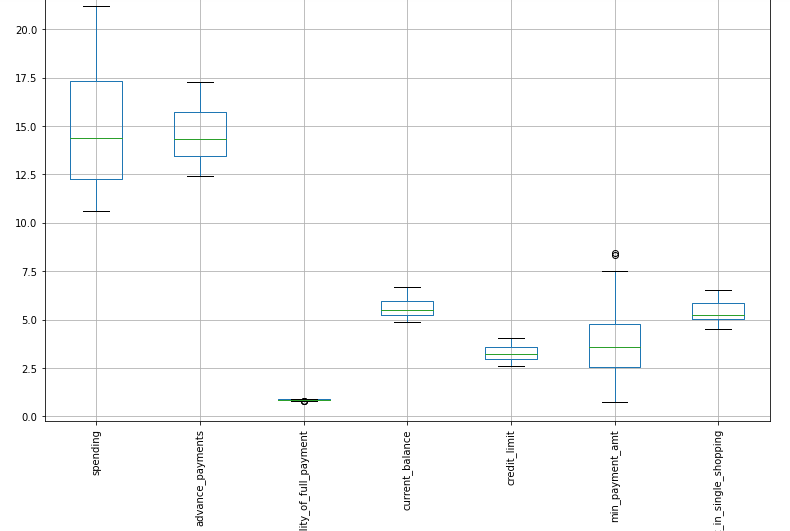 20.0
17.5
15.0
12.5
10.0
7.5
5.0
2.5
0.0
spending
advance_payments
lity_of_full_payment
current_balance
credit_limit
min_payment_amt
_in_single_shopping